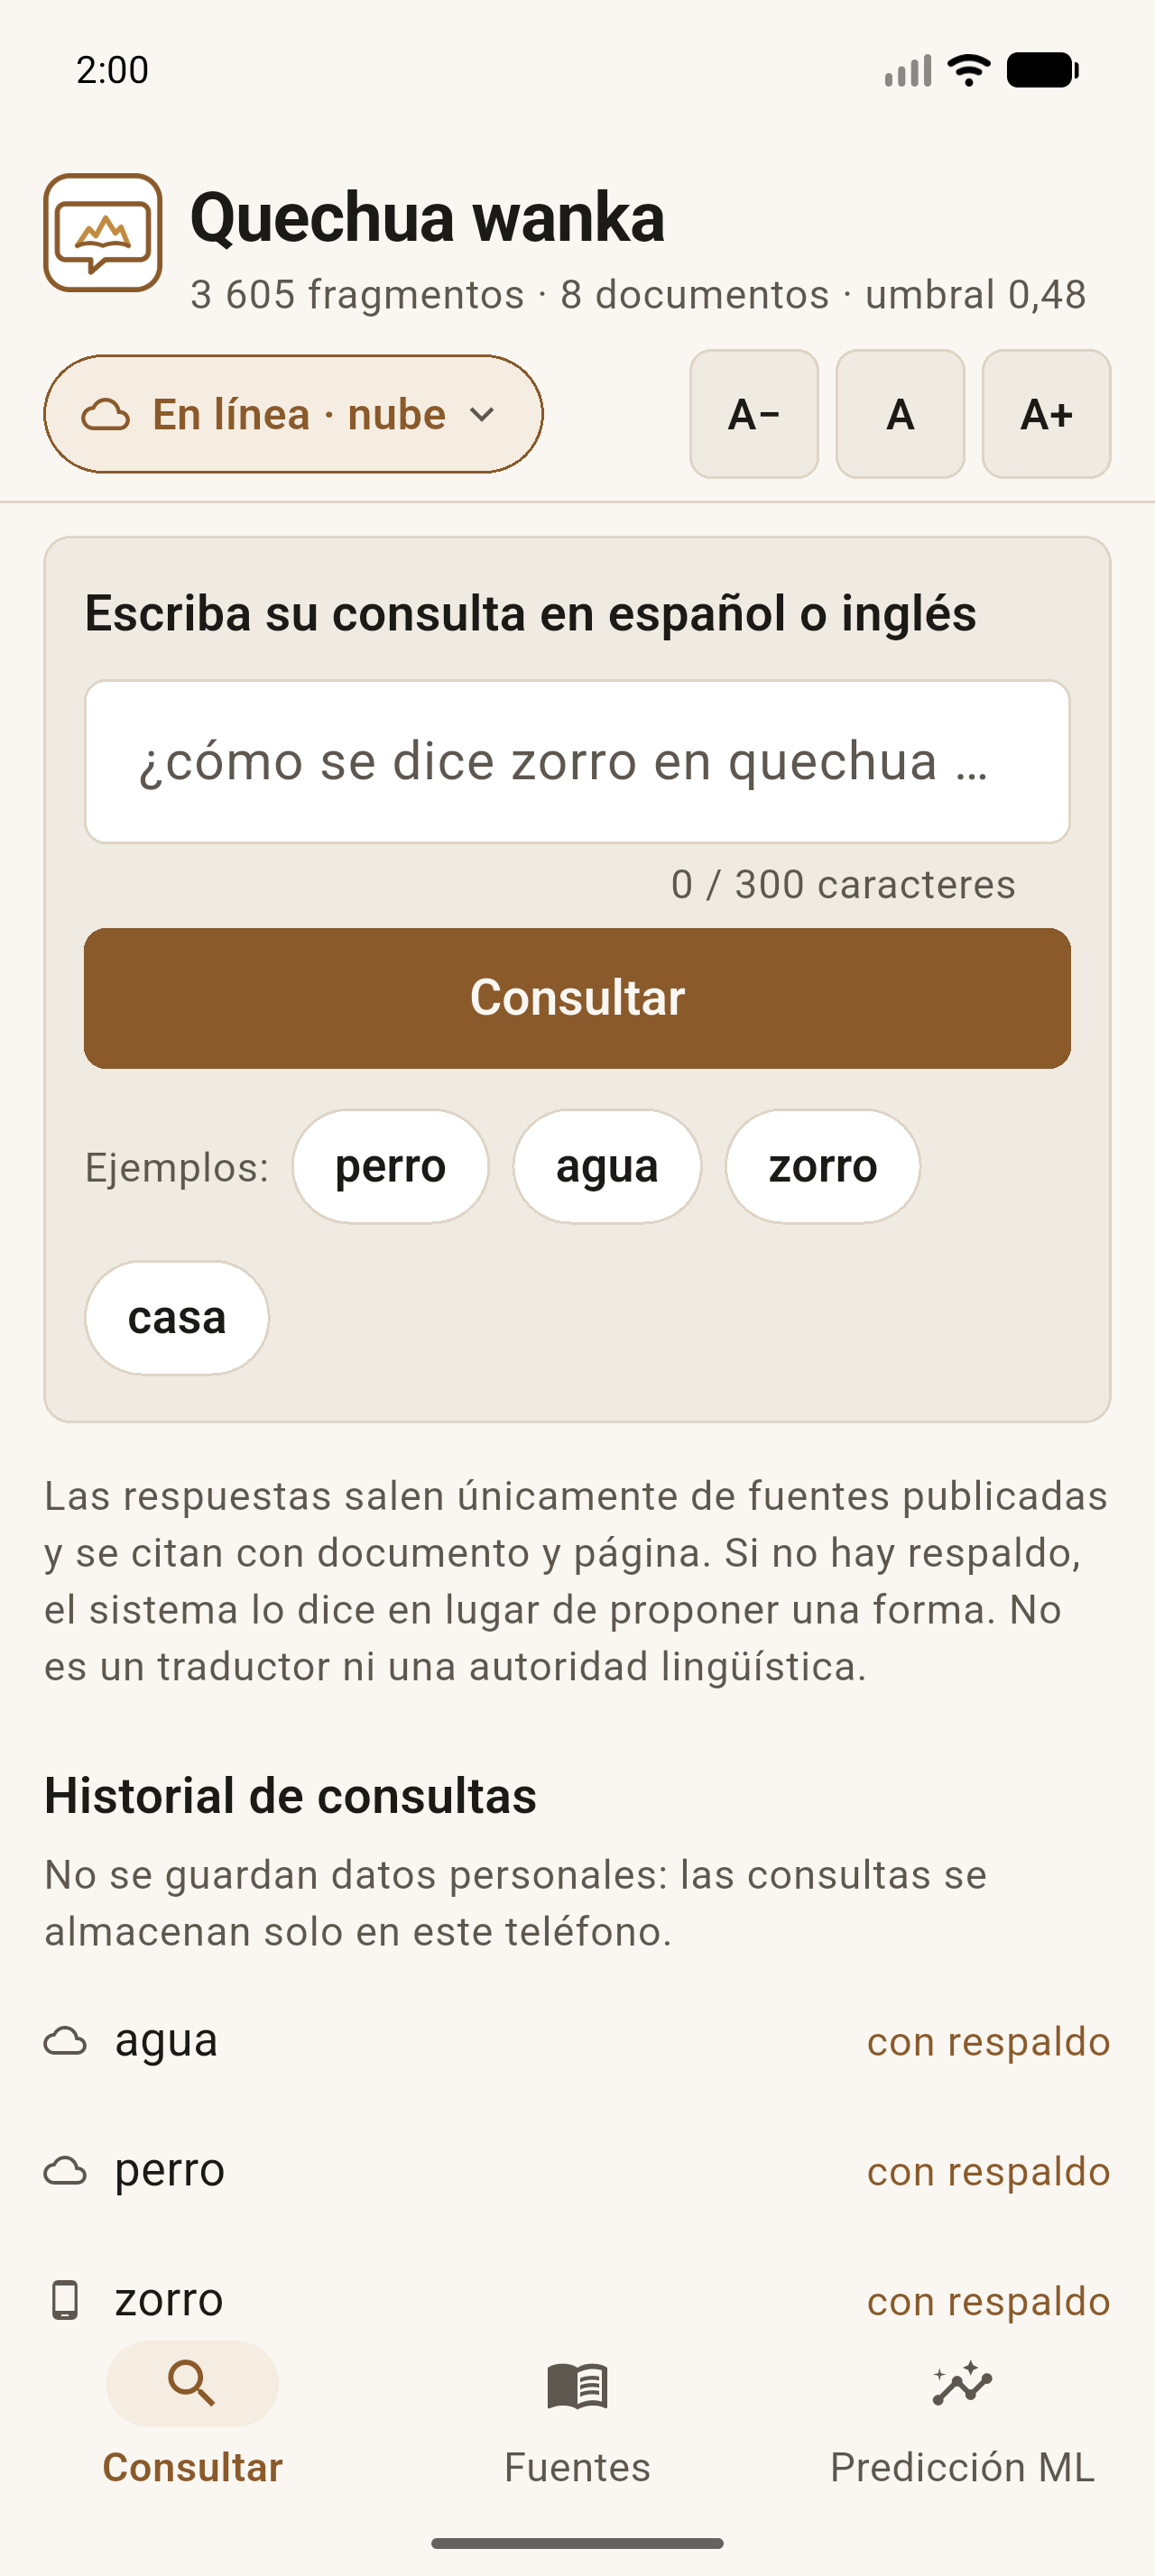 2:00
Quechua wanka
3 605 fragmentos · 8 documentos · umbral 0,48
En línea · nube
A−
A
A+
Escriba su consulta en español o inglés
¿cómo se dice zorro en quechua ...
0 / 300 caracteres
Consultar
Ejemplos:
perro
agua
zorro
casa
Las respuestas salen únicamente de fuentes publicadas
y se citan con documento y página. Si no hay respaldo,
el sistema lo dice en lugar de proponer una forma. No
es un traductor ni una autoridad lingüística.
Historial de consultas
No se guardan datos personales: las consultas se
almacenan solo en este teléfono.
agua con respaldo
perro con respaldo
zorro con respaldo
Consultar
Fuentes
Predicción ML